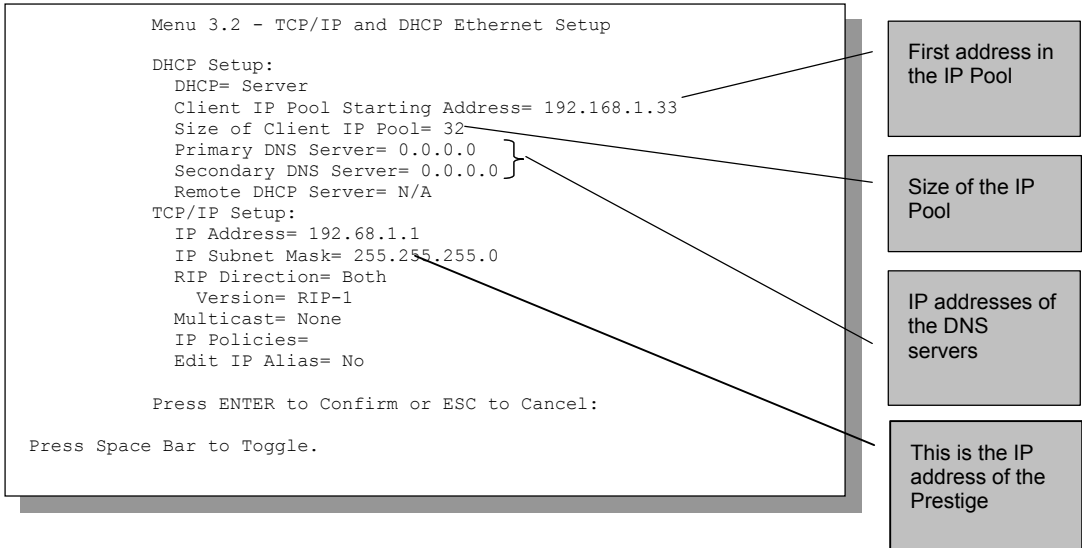 Menu 3.2 - TCP/IP and DHCP Ethernet Setup
DHCP Setup:
DHCP= Server
Client IP Pool Starting Address= 192.168.1.33
Size of Client IP Pool= 32
Primary DNS Server= 0.0.0.0
Secondary DNS Server= 0.0.0.0
Remote DHCP Server= N/A
TCP/IP Setup:
IP Address= 192.68.1.1
IP Subnet Mask= 255.255.255.0
RIP Direction= Both
Version= RIP-1
Multicast= None
IP Policies=
Edit IP Alias= No
Press ENTER to Confirm or ESC to Cancel:
Press Space Bar to Toggle.
First address in
the IP Pool
Size of the IP
Pool
IP addresses of
the DNS
servers
This is the IP
address of the
Prestige